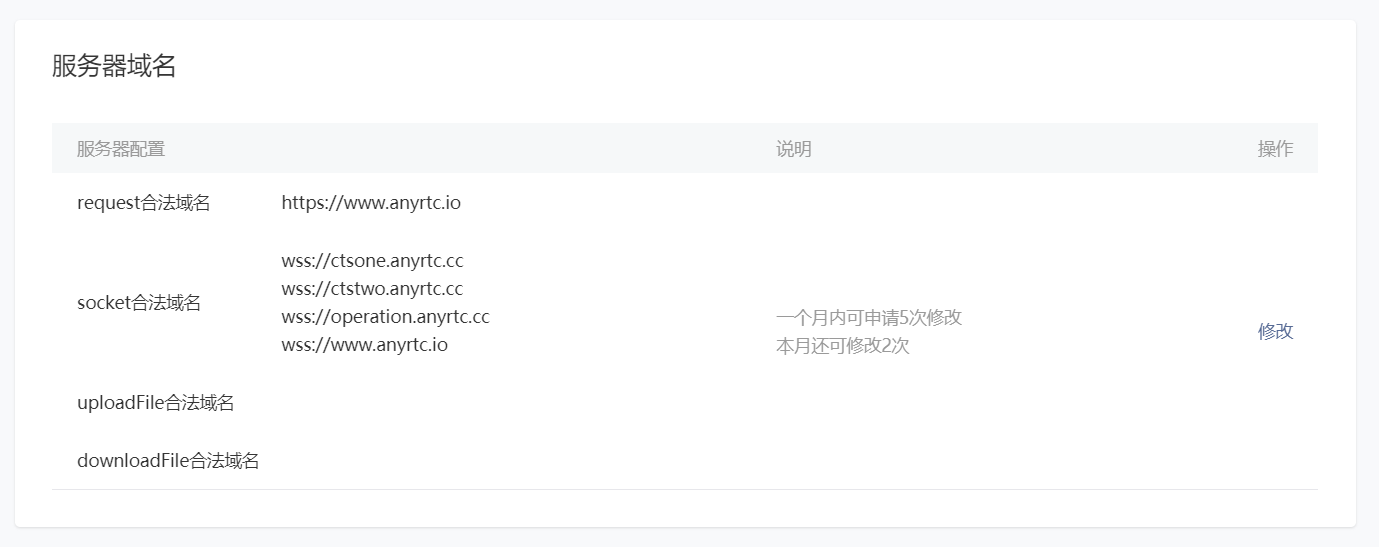 服务器域名
服务器配置 说明 操作
request合法域名 https://www.anyrtc.io
socket合法域名
wss://ctsone.anyrtc.cc
wss://ctstwo.anyrtc.cc
wss://operation.anyrtc.cc
wss://www.anyrtc.io
uploadFile合法域名
downloadFile合法域名
一个月内可申请5次修改
本月还可修改2次
修改